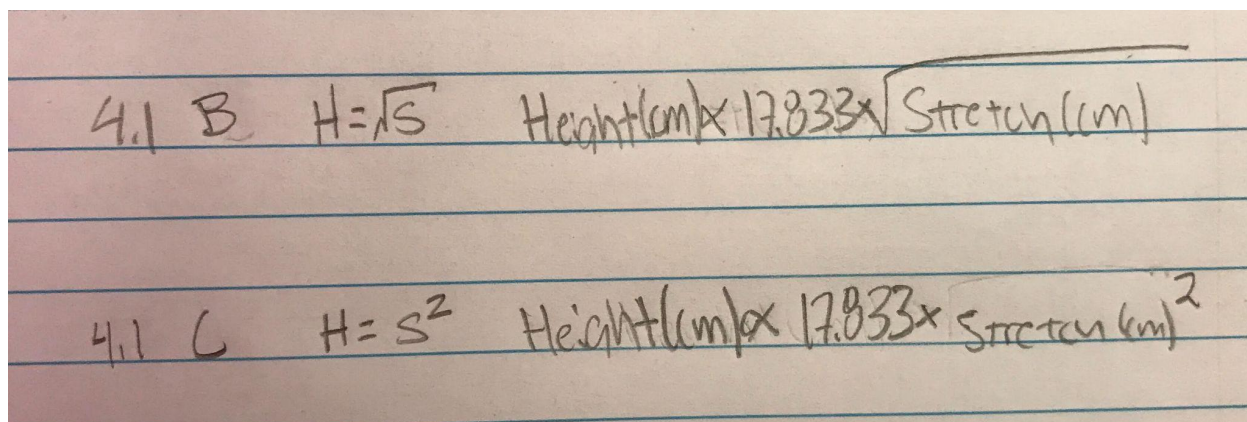 4.1 B H=√S Height(cm)∝ 17.833×√Stretch(cm)
4.1 C H=S² Height(cm)∝ 17.833× Stretch(cm)²